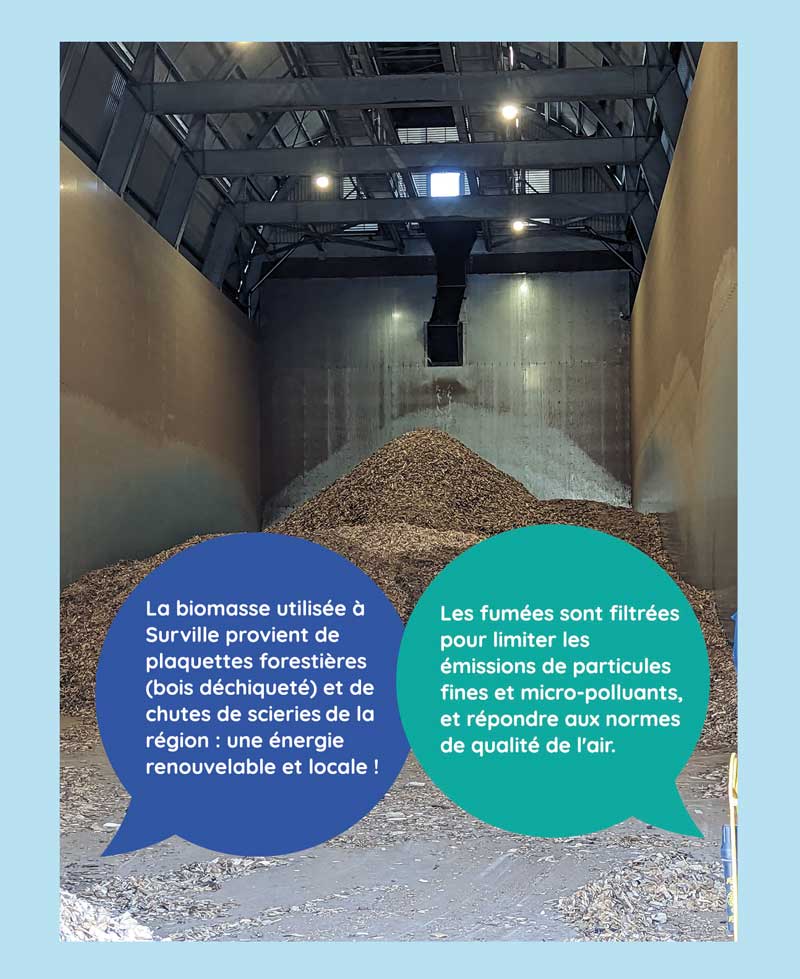 La biomasse utilisée à
Surville provient de
plaquettes forestières
(bois déchiqueté) et de
chutes de scieries de la
région : une énergie
renouvelable et locale !
Les fumées sont filtrées
pour limiter les
émissions de particules
fines et micro-polluants,
et répondre aux normes
de qualité de l'air.